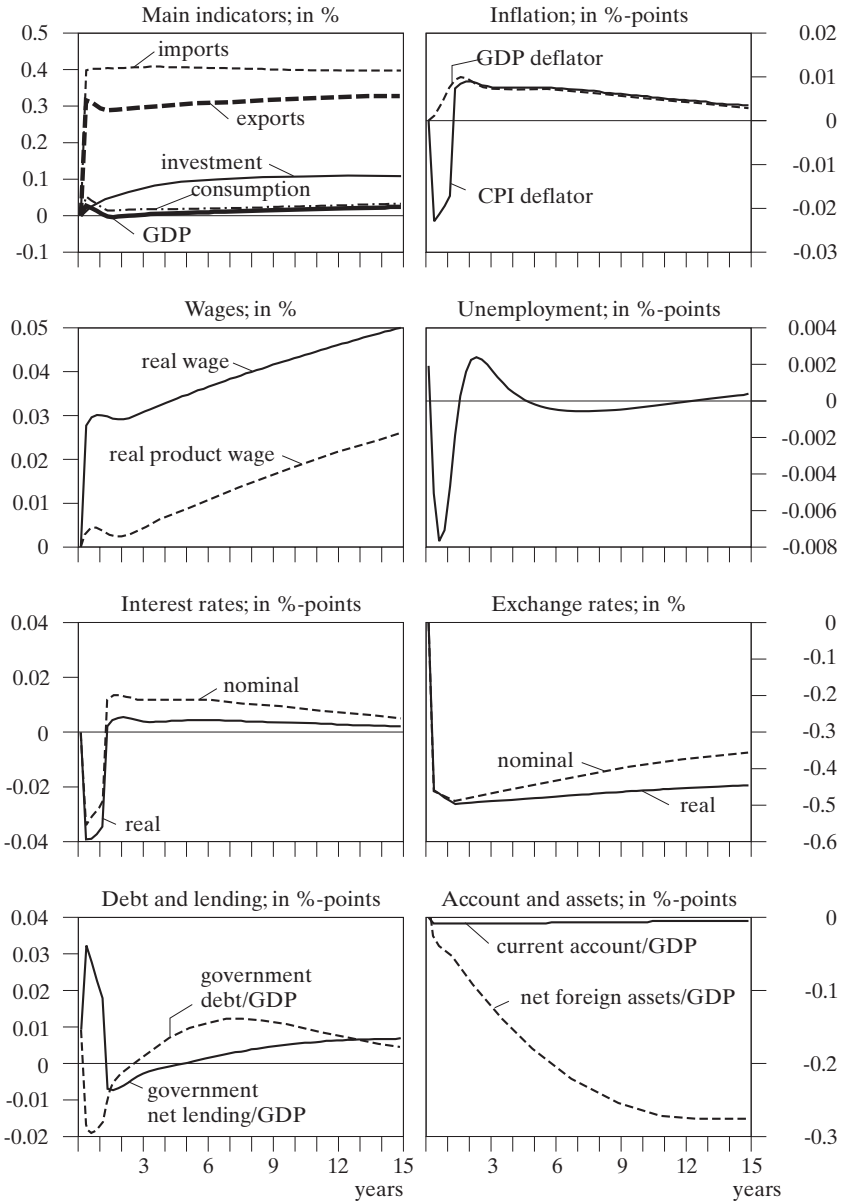 Main indicators; in %
0.5
0.4
0.3
0.2
0.1
0
-0.1
imports
exports
investment
consumption
GDP
Inflation; in %-points
0.02
0.01
0
-0.01
-0.02
-0.03
GDP deflator
CPI deflator
Wages; in %
0.05
0.04
0.03
0.02
0.01
0
real wage
real product wage
Unemployment; in %-points
0.004
0.002
0
-0.002
-0.004
-0.006
-0.008
Interest rates; in %-points
0.04
0.02
0
-0.02
-0.04
nominal
real
Exchange rates; in %
0
-0.1
-0.2
-0.3
-0.4
-0.5
-0.6
nominal
real
Debt and lending; in %-points
0.04
0.03
0.02
0.01
0
-0.01
-0.02
government
debt/GDP
government
net lending/GDP
3 6 9 12 15
years
Account and assets; in %-points
0
-0.1
-0.2
-0.3
current account/GDP
net foreign assets/GDP
3 6 9 12 15
years